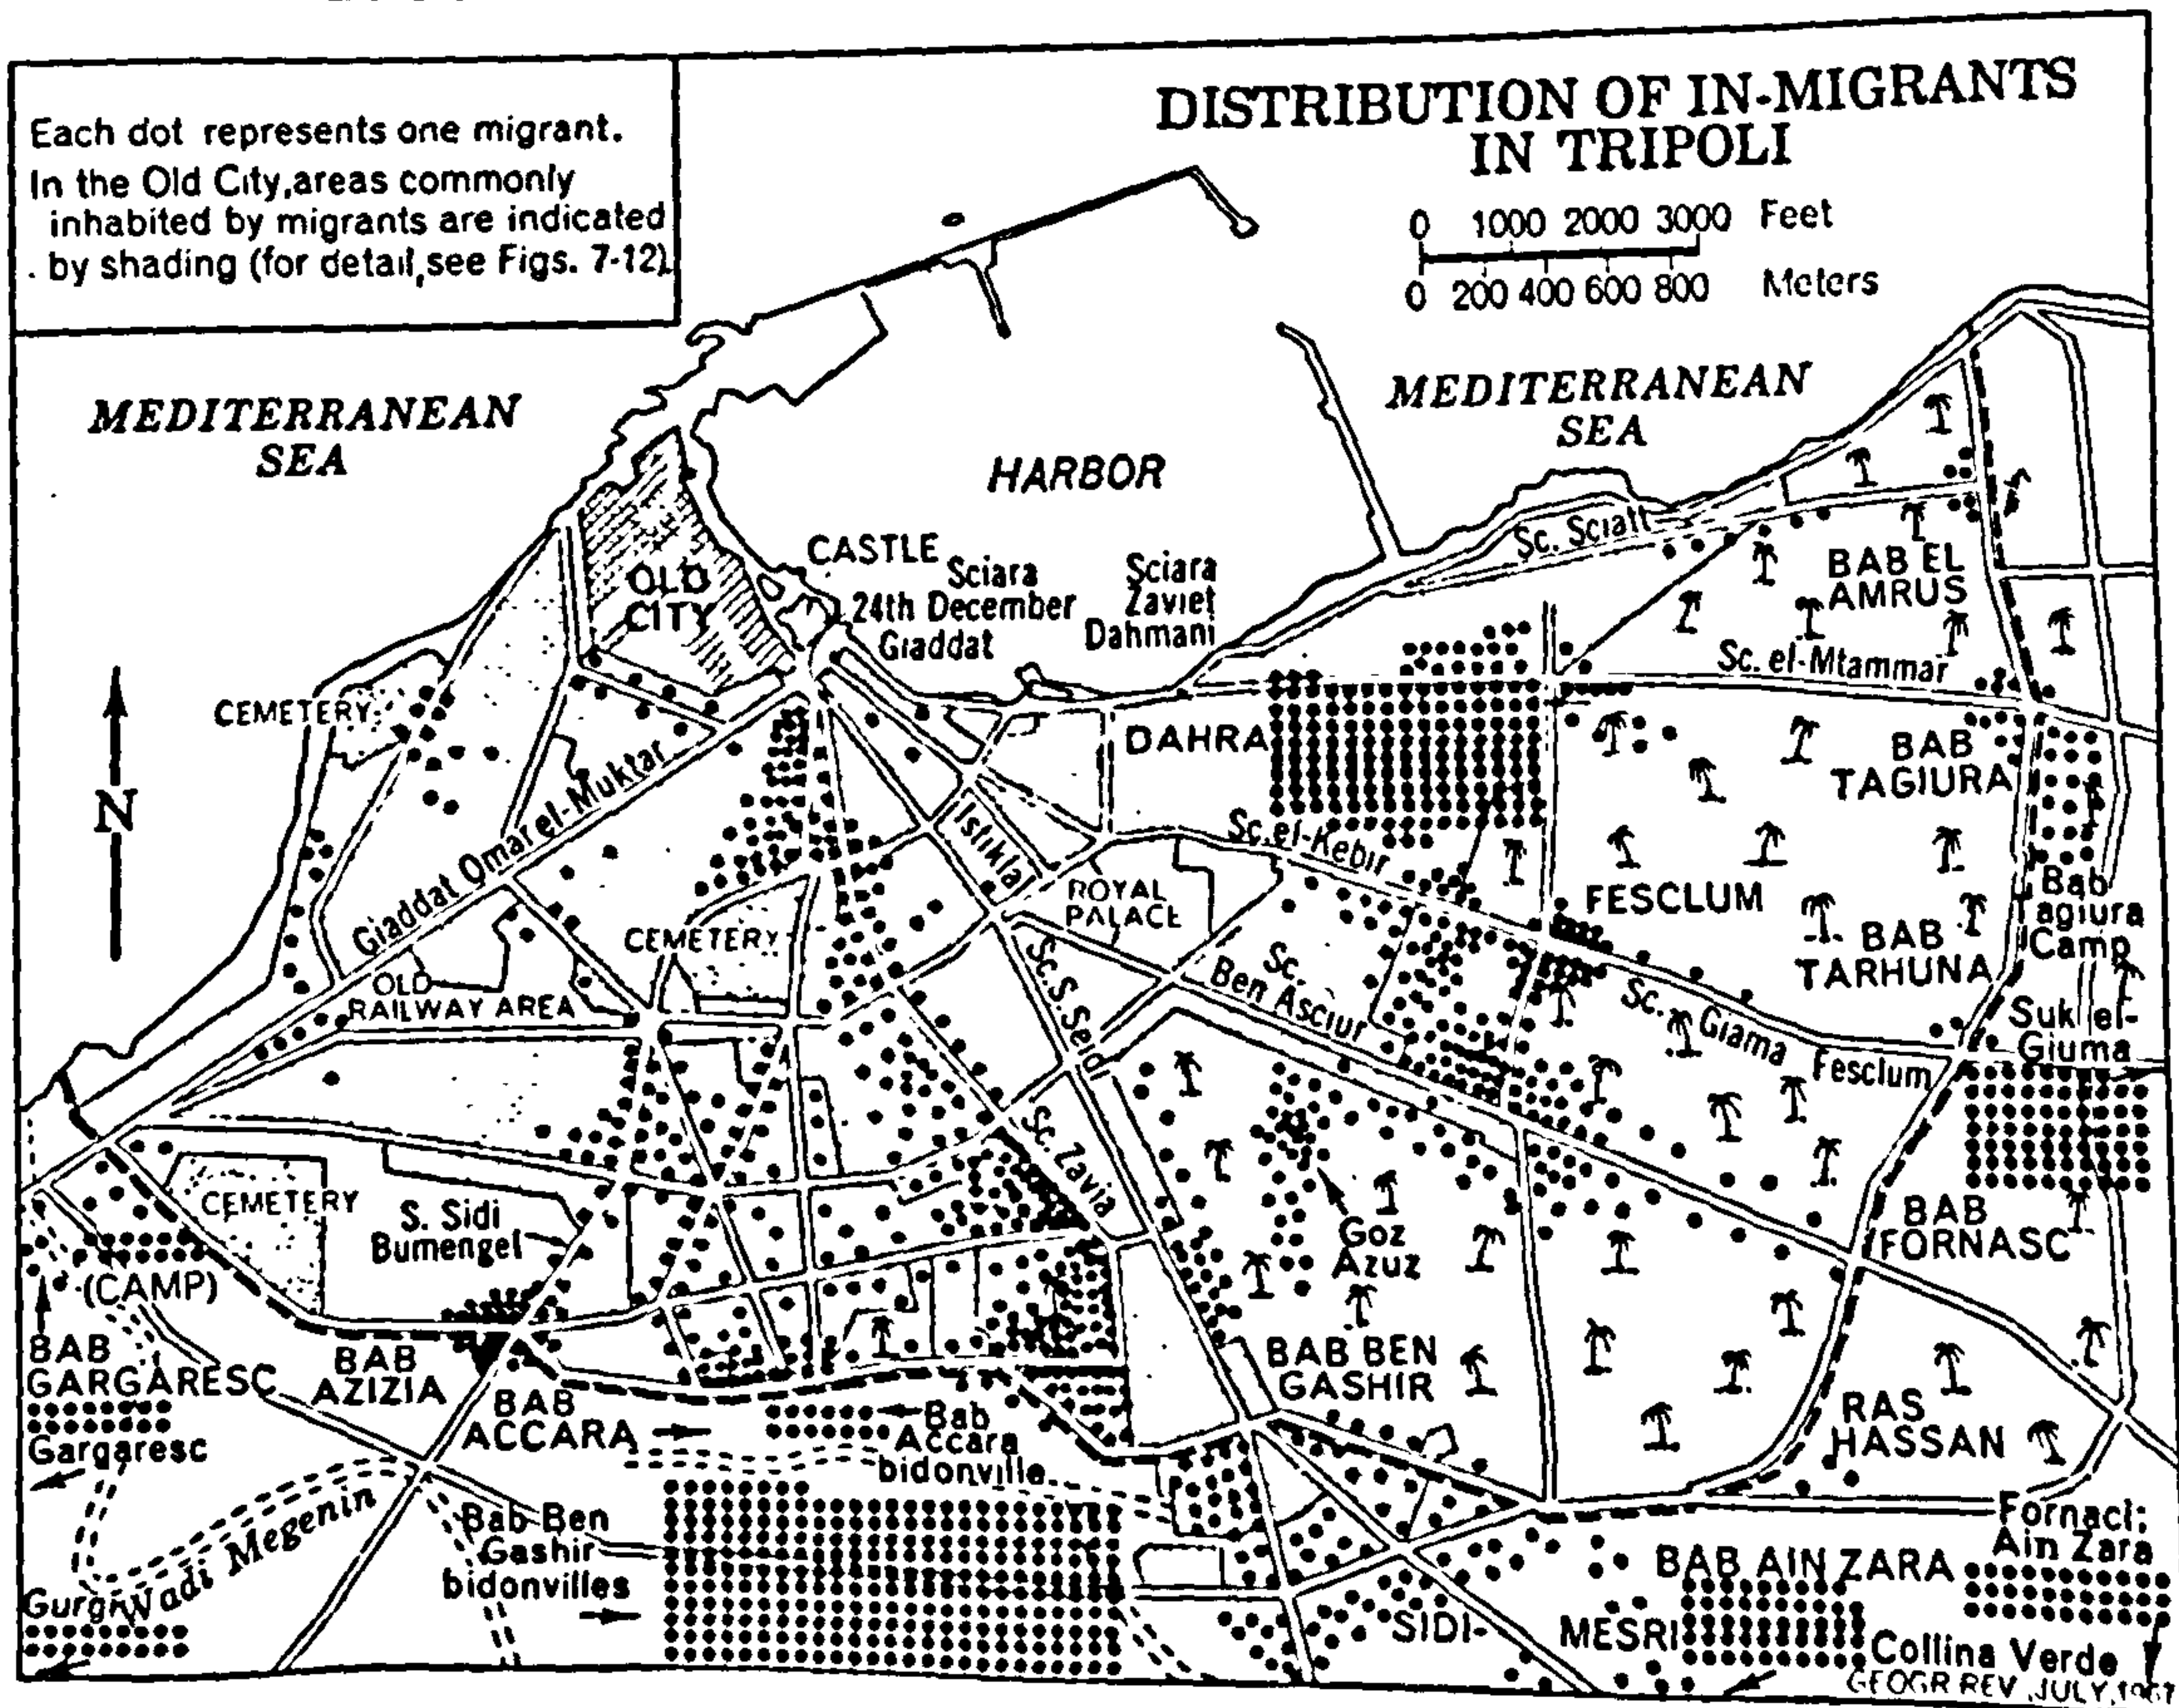 DISTRIBUTION OF IN-MIGRANTS
IN TRIPOLI
Each dot represents one migrant.
In the Old City, areas commonly
inhabited by migrants are indicated
by shading (for detail, see Figs. 7-12).
0 1000 2000 3000 Feet
0 200 400 600 800 Meters
MEDITERRANEAN
SEA
MEDITERRANEAN
SEA
HARBOR
CASTLE
OLD
CITY
Sciara
24th December
Giaddat
Sciara
Zaviet
Dahmani
Sc. Sciatt
BAB EL
AMRUS
Sc. el-Mtammar
CEMETERY
N
DAHRA
BAB
TAGIURA
Giaddat Omar el-Muktar
Istikla
Sc. el-Kebir
ROYAL
PALACE
FESCLUM
Bab
Tagiura
Camp
CEMETERY
BAB
TARHUNA
OLD
RAILWAY AREA
Sc. S. Seid
Sc.
Ben Asciur
Sc. Giama Fesclum
Suk el-
Giuma
Sc. Zavia
CEMETERY
S. Sidi
Bumengel
Goz
Azuz
BAB
FORNASC
(CAMP)
BAB
GARGARESC
BAB
AZIZIA
BAB
ACCARA
Bab
Accara
bidonville
BAB BEN
GASHIR
RAS
HASSAN
Gargaresc
Wadi Megenin
Bab Ben
Gashir
bidonvilles
Gurgi
Fornaci:
Ain Zara
BAB AIN ZARA
SIDI-
MESRI
Collina Verde
GEOGR REV, JULY